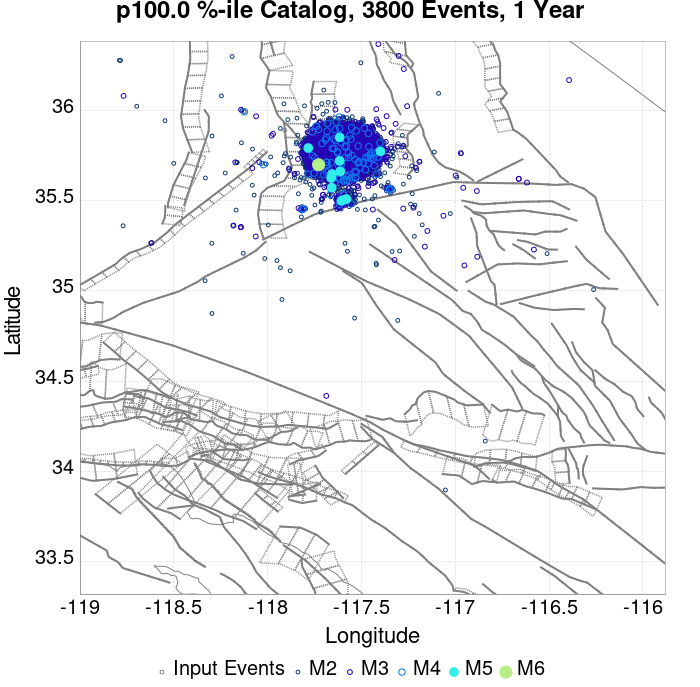 p100.0 %-ile Catalog, 3800 Events, 1 Year
Latitude
36
35.5
35
34.5
34
33.5
-119 -118.5 -118 -117.5 -117 -116.5 -116
Longitude
Input Events M2 M3 M4 M5 M6